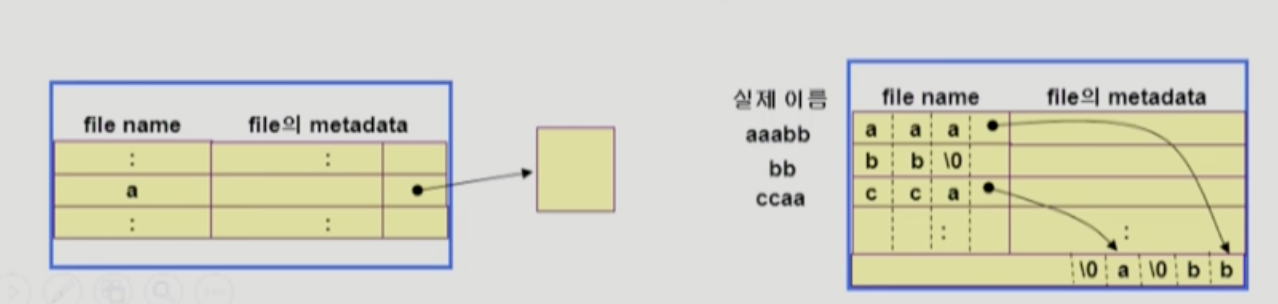 file name file의 metadata
: :
a
: :
실제 이름 file name file의 metadata
aaabb a a a
bb b b \0
ccaa c c a
: :
\0 a \0 b b